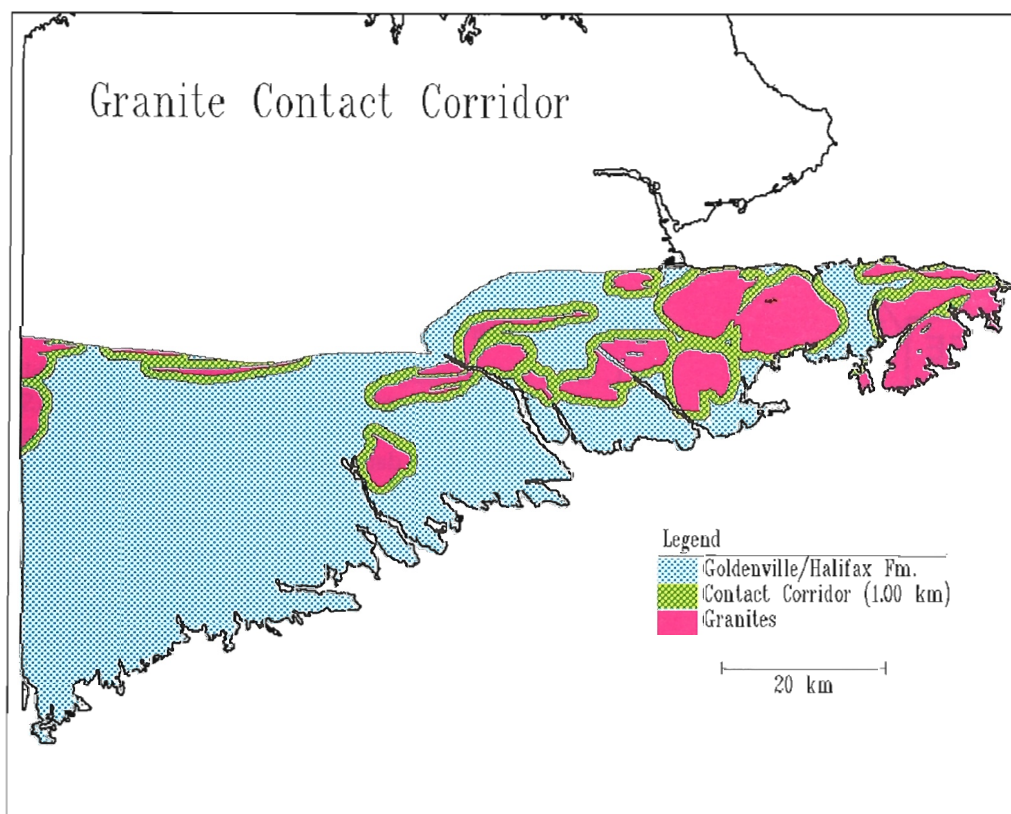 Granite Contact Corridor
Legend
Goldenville/Halifax Fm.
Contact Corridor (1.00 km)
Granites
20 km